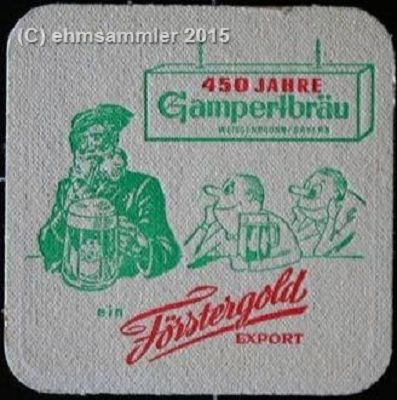 (C) ehmsammler 2015
450 JAHRE
Gampertbräu
WEISSENBRUNN/BAYERN
ein
Förstergold
EXPORT